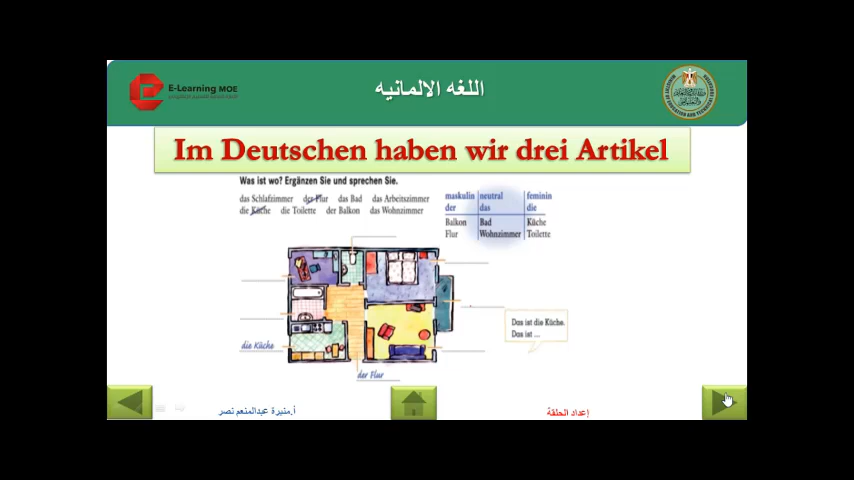 E-Learning MOE
اللغه الالمانيه
Im Deutschen haben wir drei Artikel
Was ist wo? Ergänzen Sie und sprechen Sie.
das Schlafzimmer der Flur das Bad das Arbeitszimmer
die Küche die Toilette der Balkon das Wohnzimmer
maskulin neutral feminin
der das die
Balkon Bad Küche
Flur Wohnzimmer Toilette
die Küche
der Flur
Das ist die Küche.
Das ist ...
أ.منيرة عبدالمنعم نصر
إعداد الحلقة